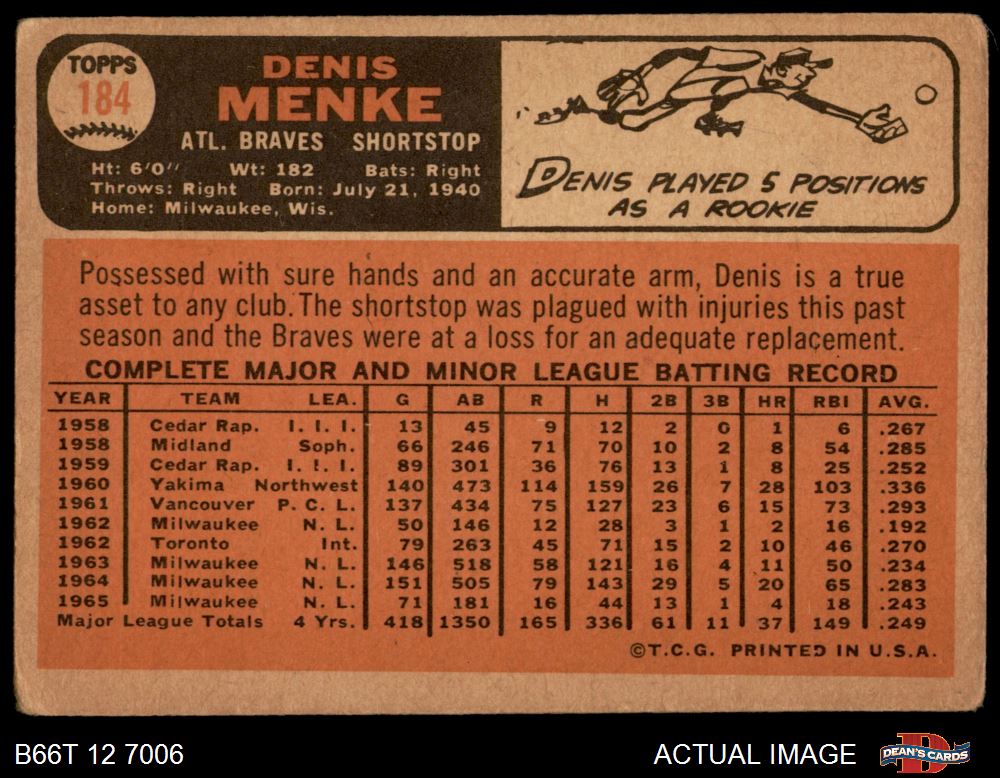 TOPPS
184
DENIS
MENKE
ATL. BRAVES SHORTSTOP
Ht: 6'0" Wt: 182 Bats: Right
Throws: Right Born: July 21, 1940
Home: Milwaukee, Wis.
DENIS PLAYED 5 POSITIONS
AS A ROOKIE
Possessed with sure hands and an accurate arm, Denis is a true
asset to any club. The shortstop was plagued with injuries this past
season and the Braves were at a loss for an adequate replacement.
COMPLETE MAJOR AND MINOR LEAGUE BATTING RECORD
YEAR TEAM LEA. G AB R H 2B 3B HR RBI AVG.
1958 Cedar Rap. I. I. I. 13 45 9 12 2 0 1 6 .267
1958 Midland Soph. 66 246 71 70 10 2 8 54 .285
1959 Cedar Rap. I. I. I. 89 301 36 76 13 1 8 25 .252
1960 Yakima Northwest 140 473 114 159 26 7 28 103 .336
1961 Vancouver P. C. L. 137 434 75 127 23 6 15 73 .293
1962 Milwaukee N. L. 50 146 12 28 3 1 2 16 .192
1962 Toronto Int. 79 263 45 71 15 2 10 46 .270
1963 Milwaukee N. L. 146 518 58 121 16 4 11 50 .234
1964 Milwaukee N. L. 151 505 79 143 29 5 20 65 .283
1965 Milwaukee N. L. 71 181 16 44 13 1 4 18 .243
Major League Totals 4 Yrs. 418 1350 165 336 61 11 37 149 .249
©T.C.G. PRINTED IN U.S.A.
B66T 12 7006
ACTUAL IMAGE
DEAN'S CARDS